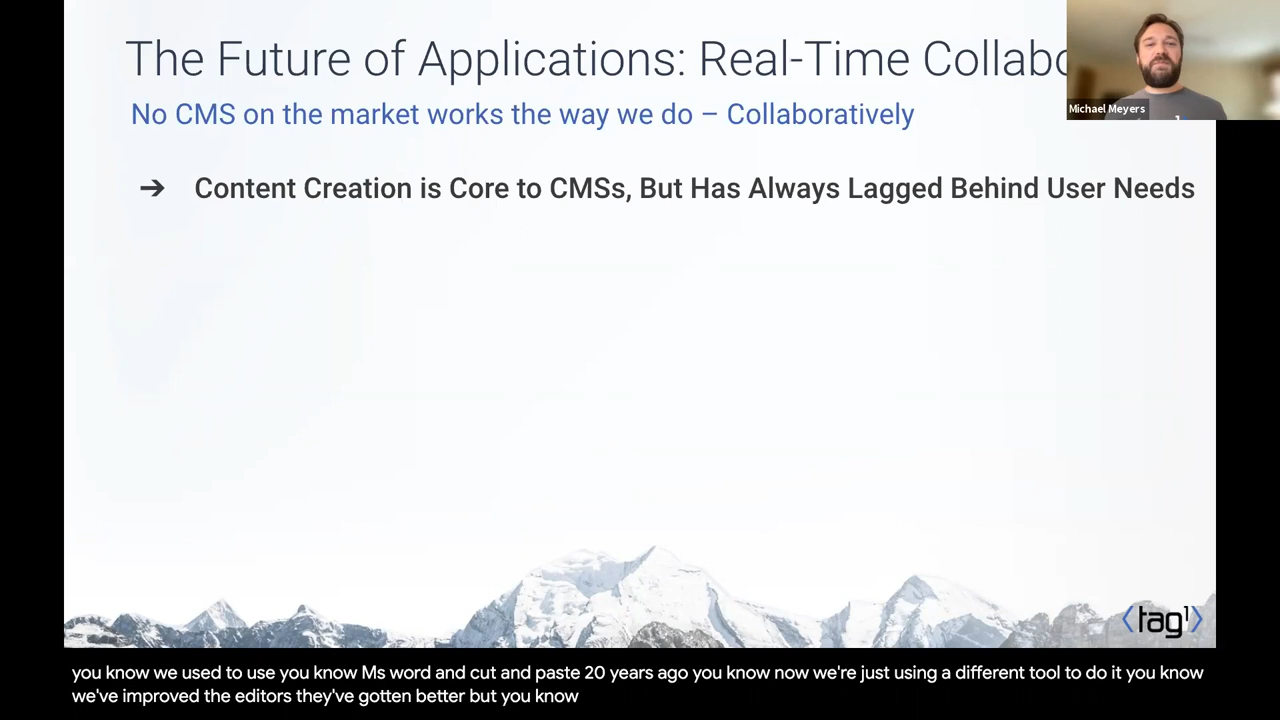 The Future of Applications: Real-Time Collabo
Michael Meyers
No CMS on the market works the way we do – Collaboratively
➔ Content Creation is Core to CMSs, But Has Always Lagged Behind User Needs
⟨tag1⟩
you know we used to use you know Ms word and cut and paste 20 years ago you know now we're just using a different tool to do it you know
we've improved the editors they've gotten better but you know